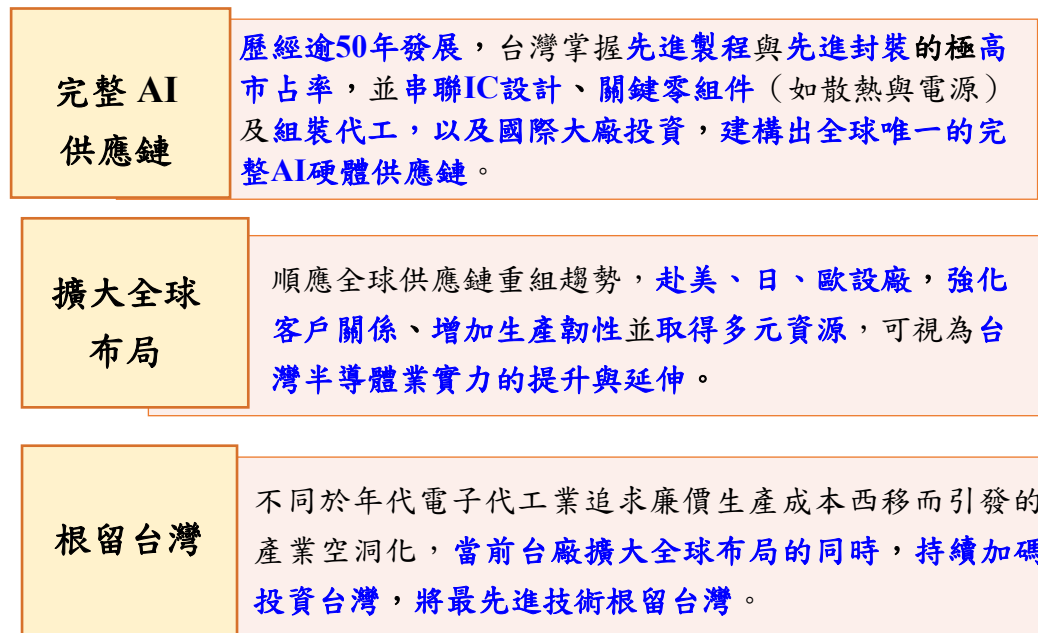 完整 AI
供應鏈
歷經逾50年發展，台灣掌握先進製程與先進封裝的極高
市占率，並串聯IC設計、關鍵零組件（如散熱與電源）
及組裝代工，以及國際大廠投資，建構出全球唯一的完
整AI硬體供應鏈。
擴大全球
布局
順應全球供應鏈重組趨勢，赴美、日、歐設廠，強化
客戶關係、增加生產韌性並取得多元資源，可視為台
灣半導體業實力的提升與延伸。
根留台灣
不同於年代電子代工業追求廉價生產成本西移而引發的
產業空洞化，當前台廠擴大全球布局的同時，持續加碼
投資台灣，將最先進技術根留台灣。